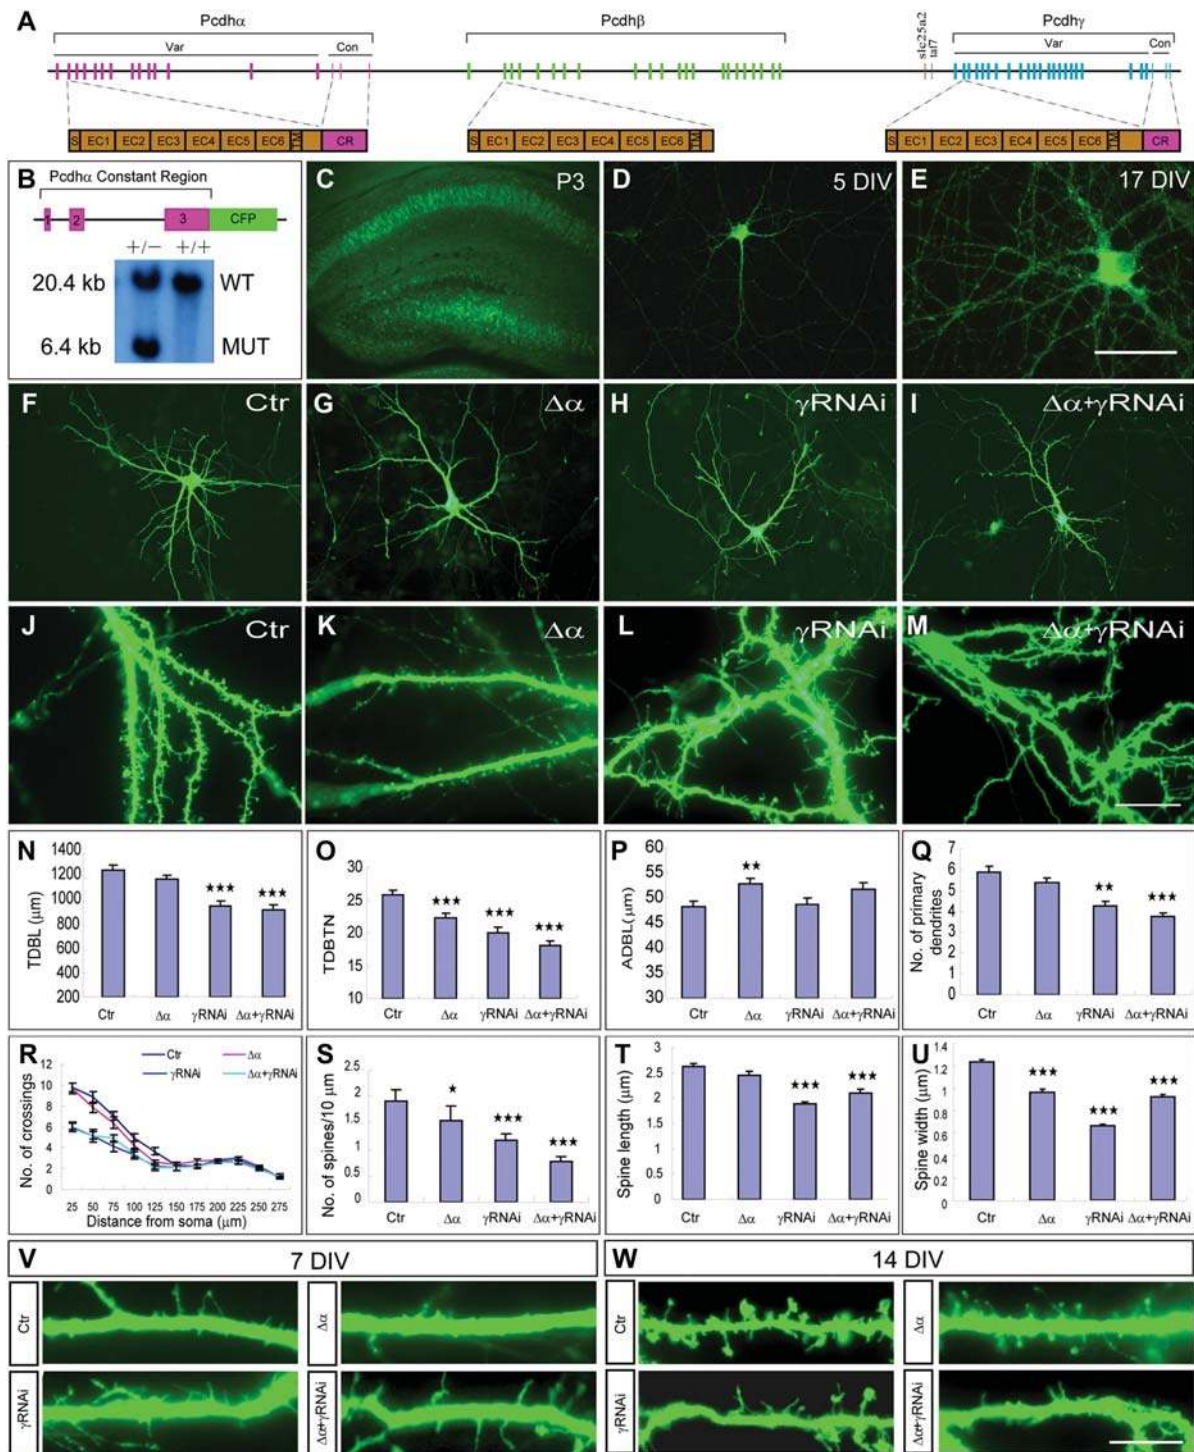 A
Pcdhα
Pcdhβ
Pcdhγ
Var
Con
slc25a2
taf7
Var
Con
S EC1 EC2 EC3 EC4 EC5 EC6 TM CR
S EC1 EC2 EC3 EC4 EC5 EC6 TM
S EC1 EC2 EC3 EC4 EC5 EC6 TM CR
B
Pcdhα Constant Region
1 2 3 CFP
+/− +/+
20.4 kb WT
6.4 kb MUT
C P3
D 5 DIV
E 17 DIV
F Ctr
G Δα
H γRNAi
I Δα+γRNAi
J Ctr
K Δα
L γRNAi
M Δα+γRNAi
N
TDBL (μm)
1400
1200
1000
800
600
400
200
★★★ ★★★
Ctr Δα γRNAi Δα+γRNAi
O
TDBTN
30
25
20
15
10
★★★ ★★★ ★★★
Ctr Δα γRNAi Δα+γRNAi
P
ADBL(μm)
60
55
50
45
40
35
30
★★
Ctr Δα γRNAi Δα+γRNAi
Q
No. of primary
dendrites
7
6
5
4
3
2
1
0
★★ ★★★
Ctr Δα γRNAi Δα+γRNAi
R
Ctr Δα
γRNAi Δα+γRNAi
No. of crossings
12
10
8
6
4
2
0
25 50 75 100 125 150 175 200 225 250 275
Distance from soma (μm)
S
No. of spines/10 μm
2.5
2
1.5
1
0.5
0
★ ★★★ ★★★
Ctr Δα γRNAi Δα+γRNAi
T
Spine length (μm)
3
2.5
2
1.5
1
0.5
0
★★★ ★★★
Ctr Δα γRNAi Δα+γRNAi
U
Spine width (μm)
1.4
1.2
1
0.8
0.6
0.4
0.2
0
★★★ ★★★ ★★★
Ctr Δα γRNAi Δα+γRNAi
V 7 DIV
Ctr
Δα
γRNAi
Δα+γRNAi
W 14 DIV
Ctr
Δα
γRNAi
Δα+γRNAi